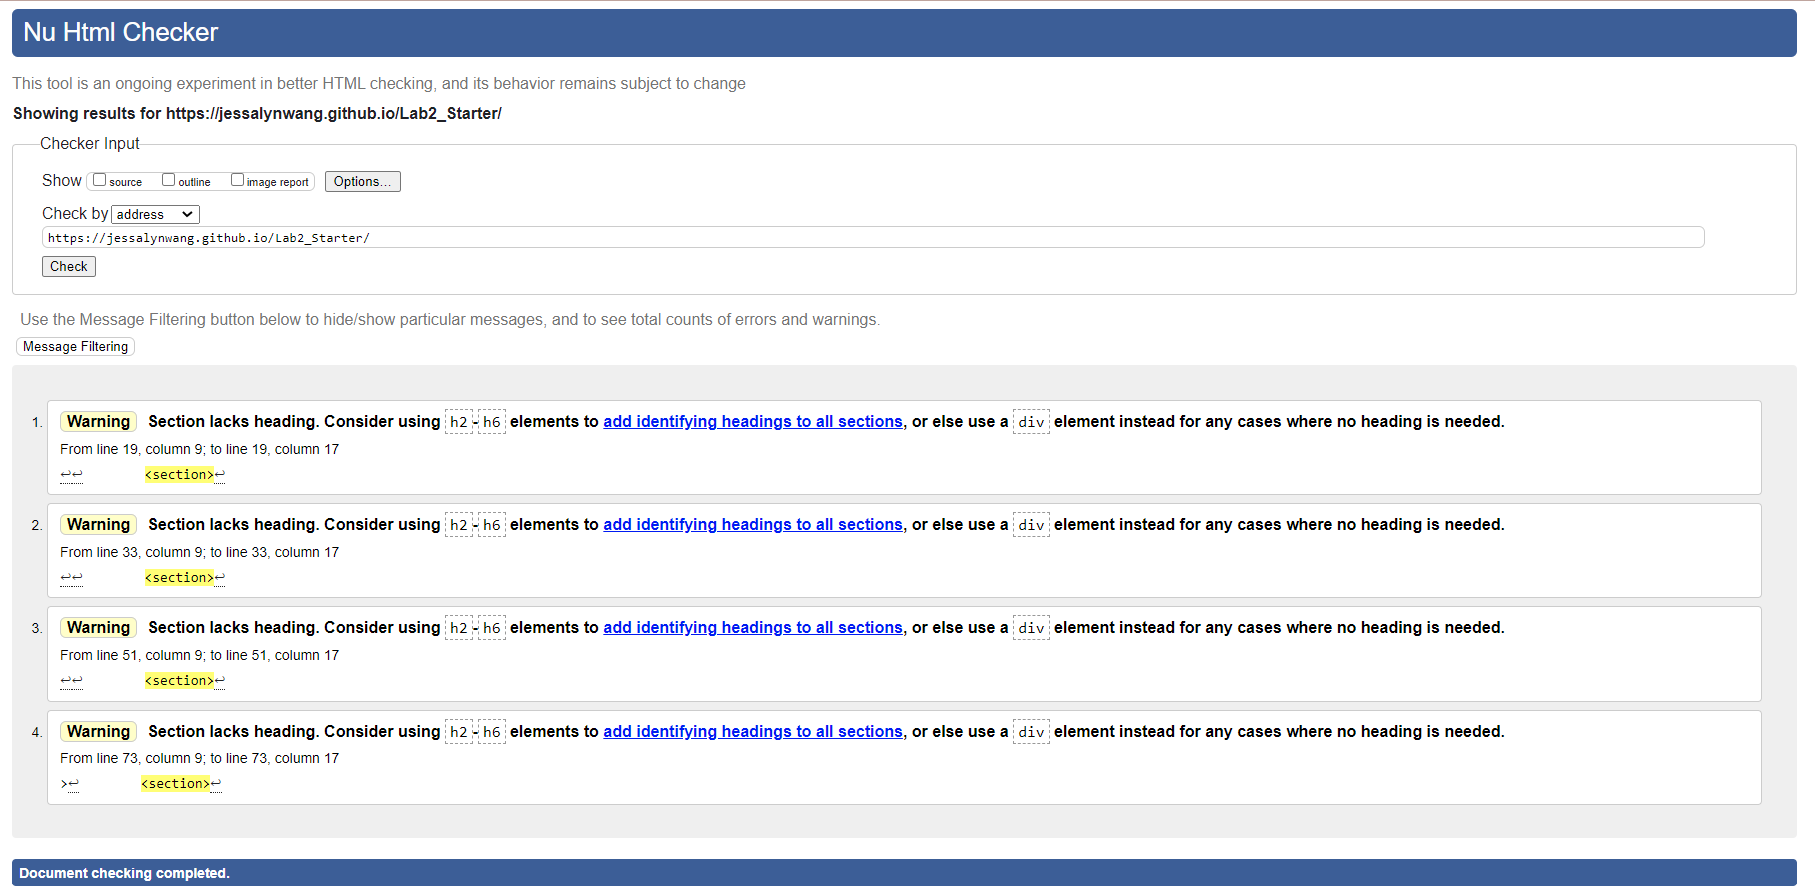 Nu Html Checker
This tool is an ongoing experiment in better HTML checking, and its behavior remains subject to change
Showing results for https://jessalynwang.github.io/Lab2_Starter/
Checker Input
Show source outline image report Options...
Check by address
https://jessalynwang.github.io/Lab2_Starter/
Check
Use the Message Filtering button below to hide/show particular messages, and to see total counts of errors and warnings.
Message Filtering
1. Warning Section lacks heading. Consider using h2-h6 elements to add identifying headings to all sections, or else use a div element instead for any cases where no heading is needed.
From line 19, column 9; to line 19, column 17
↩↩ <section>↩
2. Warning Section lacks heading. Consider using h2-h6 elements to add identifying headings to all sections, or else use a div element instead for any cases where no heading is needed.
From line 33, column 9; to line 33, column 17
↩↩ <section>↩
3. Warning Section lacks heading. Consider using h2-h6 elements to add identifying headings to all sections, or else use a div element instead for any cases where no heading is needed.
From line 51, column 9; to line 51, column 17
↩↩ <section>↩
4. Warning Section lacks heading. Consider using h2-h6 elements to add identifying headings to all sections, or else use a div element instead for any cases where no heading is needed.
From line 73, column 9; to line 73, column 17
>↩ <section>↩
Document checking completed.